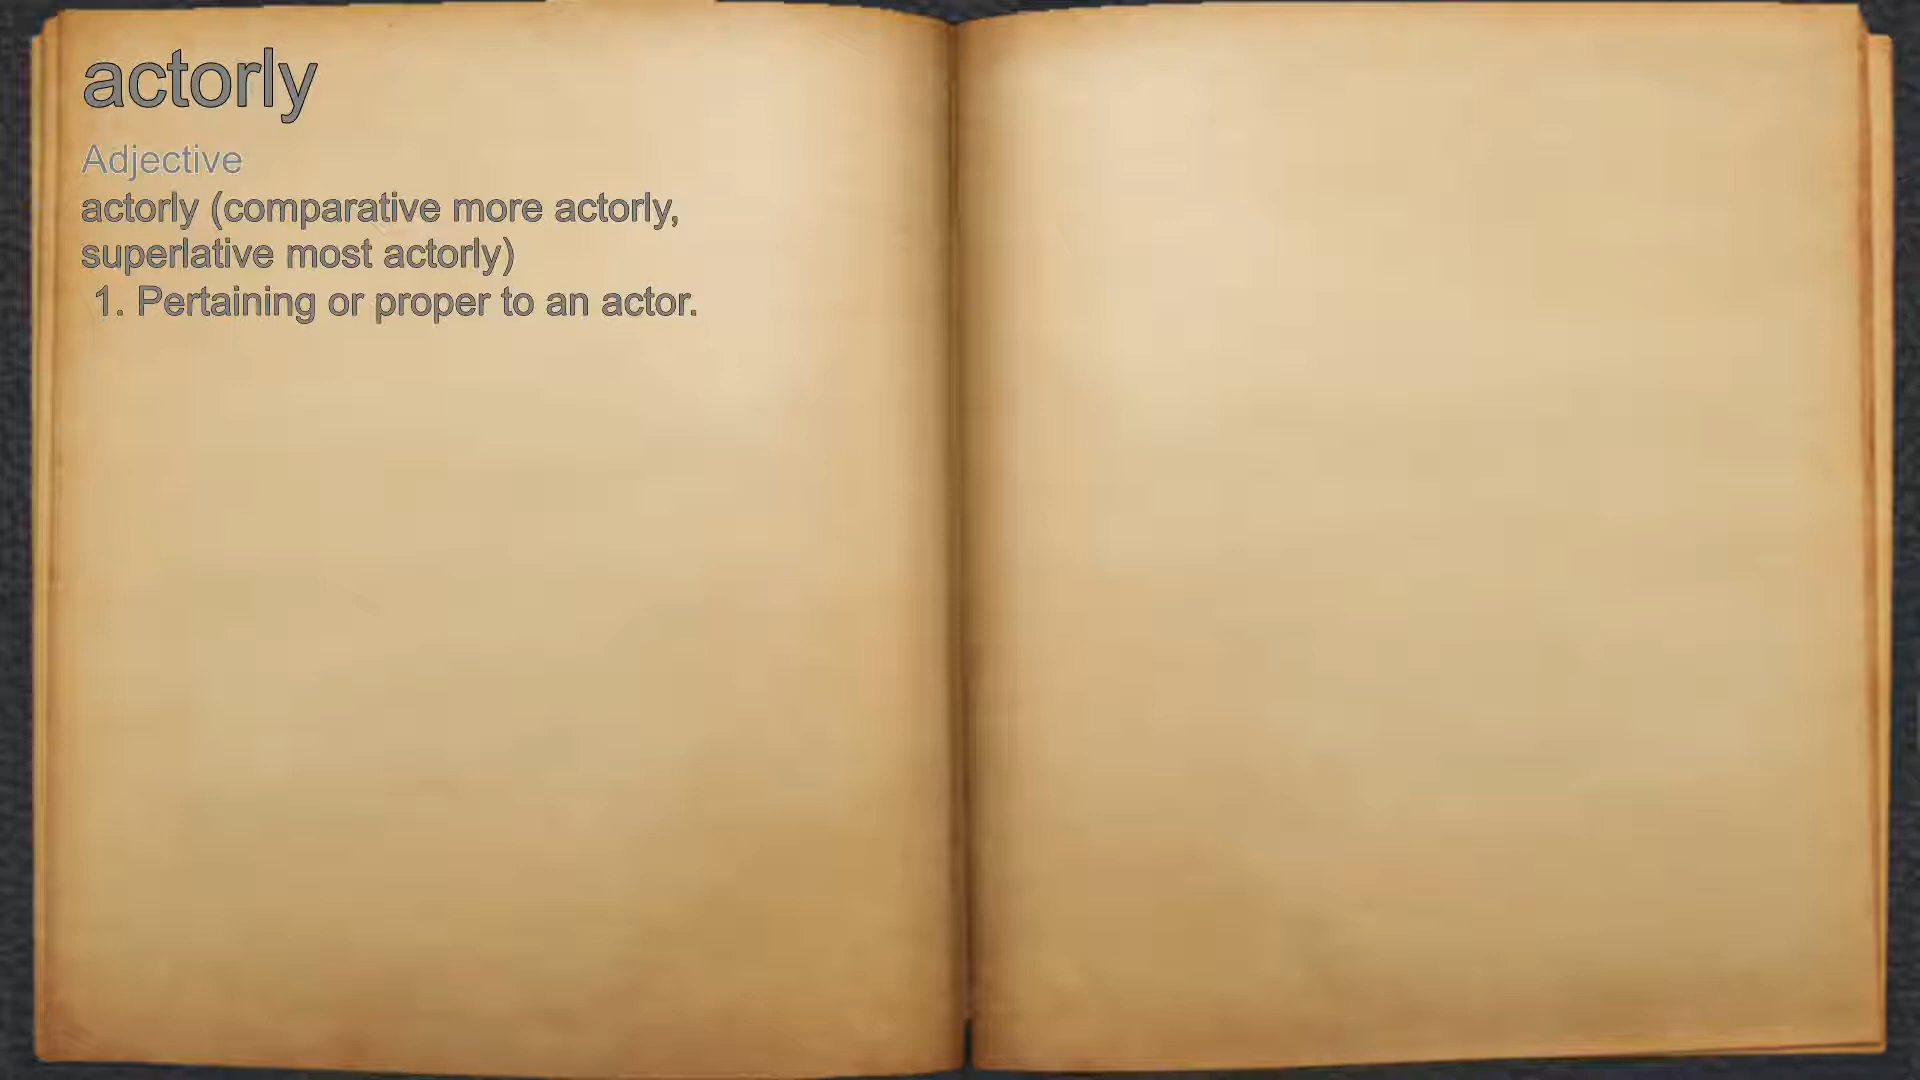 actorly
Adjective
actorly (comparative more actorly,
superlative most actorly)
1. Pertaining or proper to an actor.